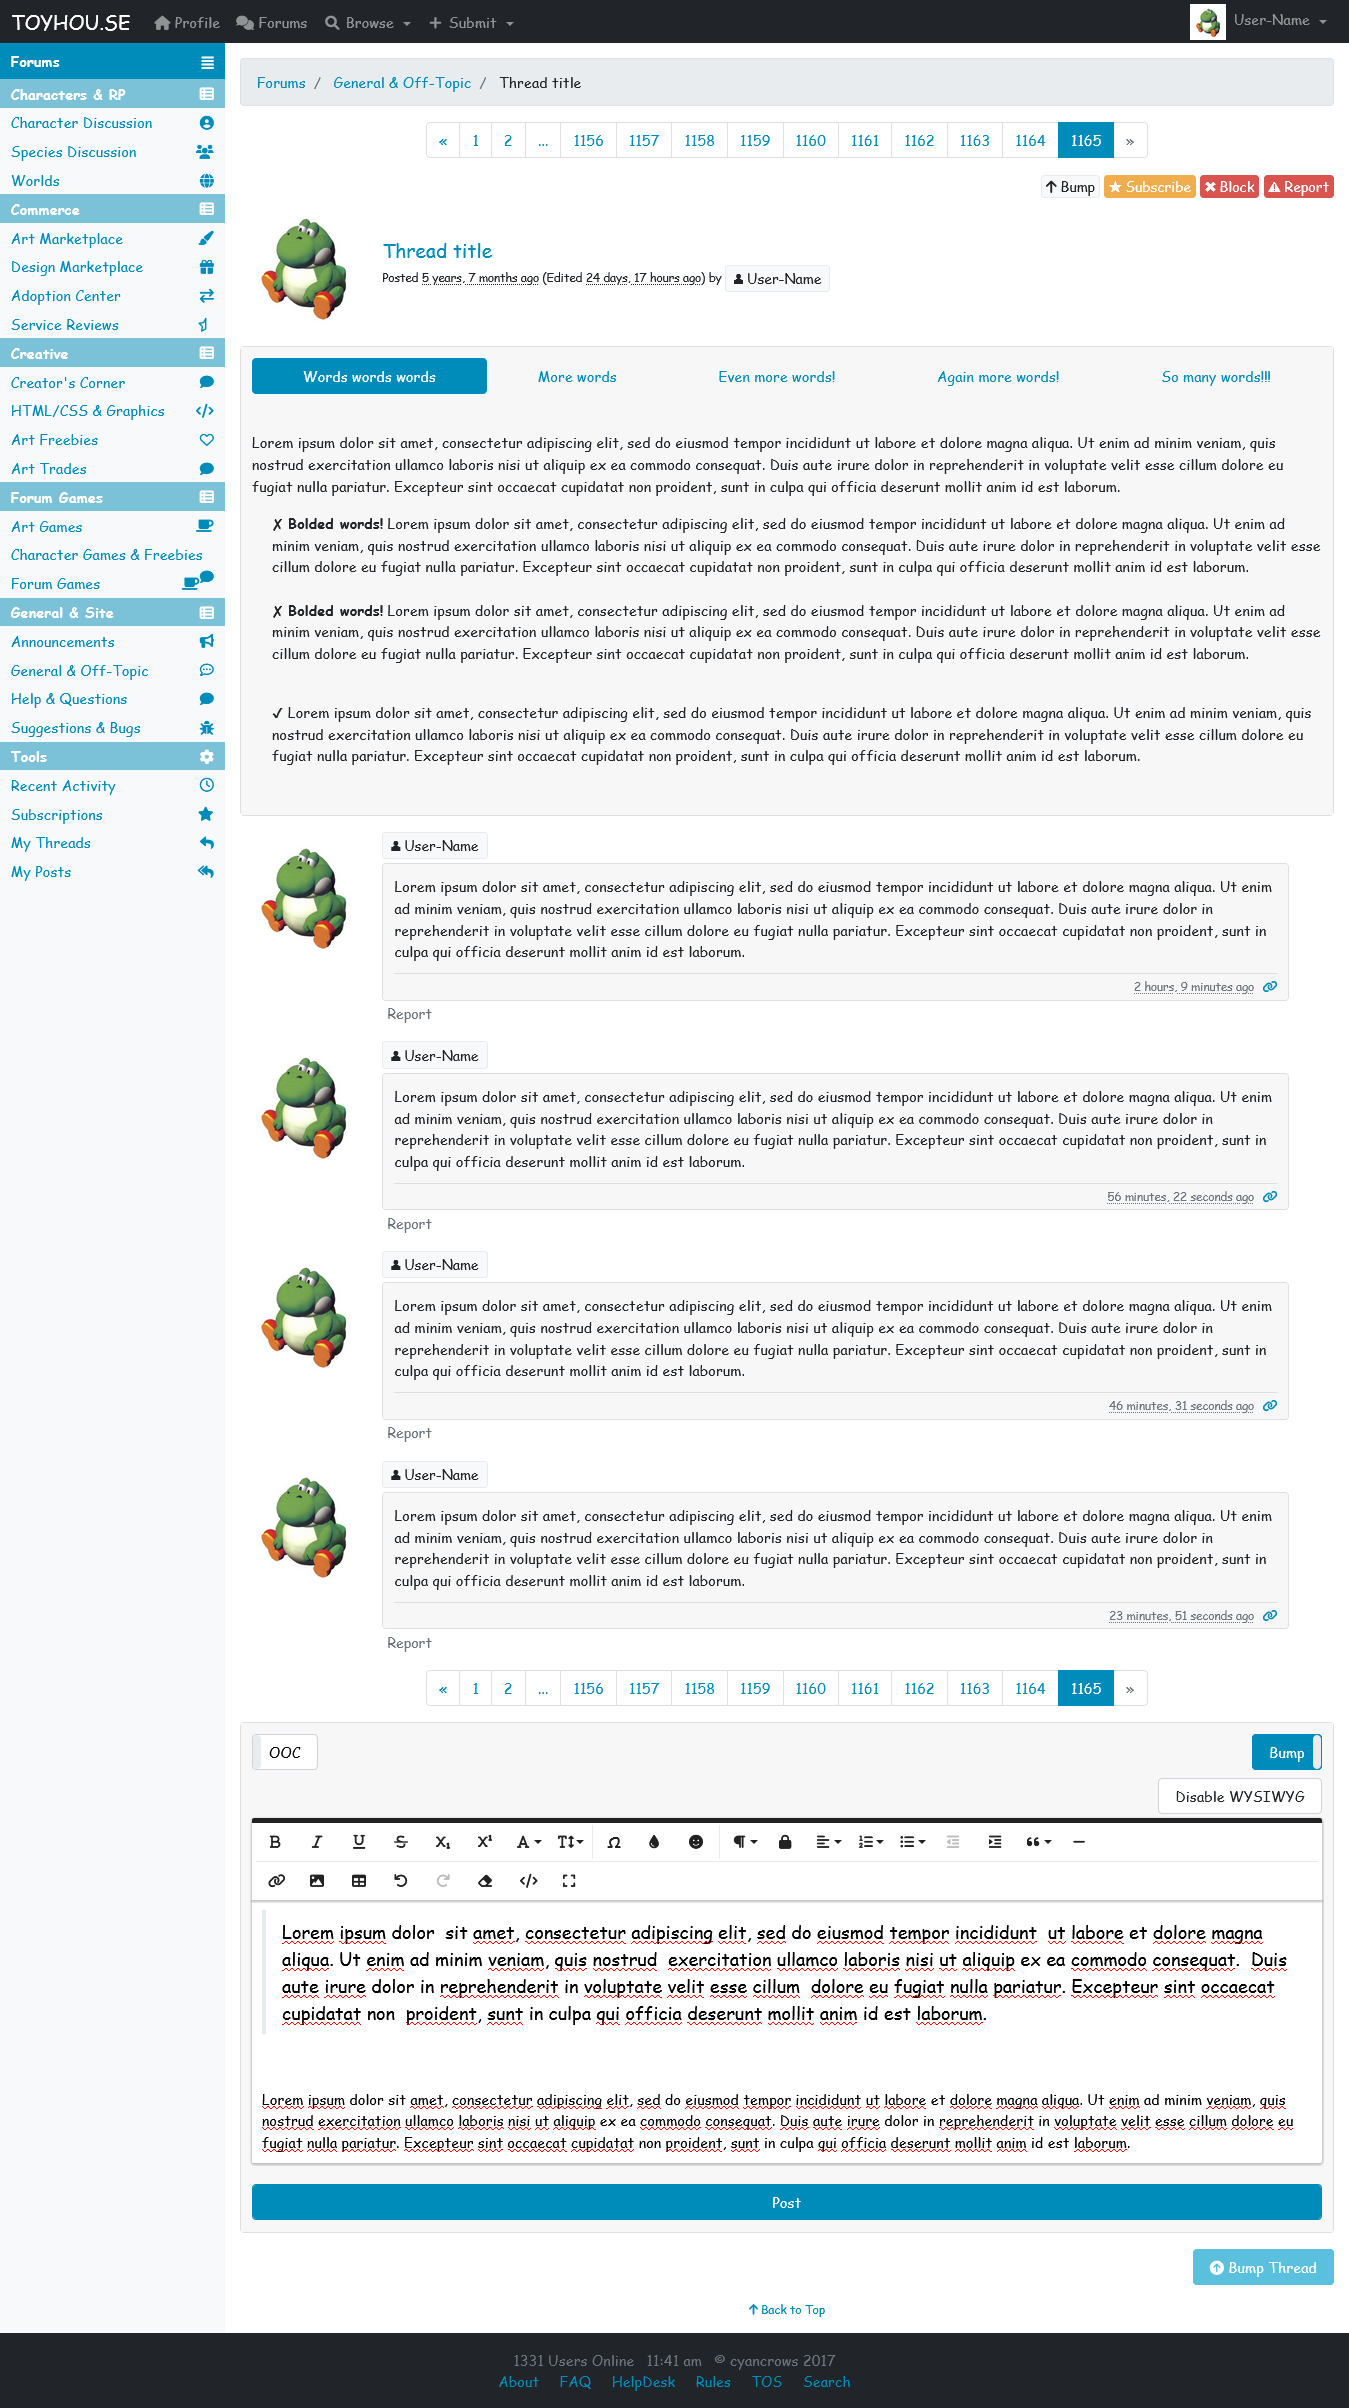 TOYHOU.SE Profile Forums Browse Submit User-Name
Forums
Characters & RP
Character Discussion
Species Discussion
Worlds
Commerce
Art Marketplace
Design Marketplace
Adoption Center
Service Reviews
Creative
Creator's Corner
HTML/CSS & Graphics
Art Freebies
Art Trades
Forum Games
Art Games
Character Games & Freebies
Forum Games
General & Site
Announcements
General & Off-Topic
Help & Questions
Suggestions & Bugs
Tools
Recent Activity
Subscriptions
My Threads
My Posts
Forums / General & Off-Topic / Thread title
« 1 2 ... 1156 1157 1158 1159 1160 1161 1162 1163 1164 1165 »
Bump Subscribe Block Report
Thread title
Posted 5 years, 7 months ago (Edited 24 days, 17 hours ago) by User-Name
Words words words More words Even more words! Again more words! So many words!!!
Lorem ipsum dolor sit amet, consectetur adipiscing elit, sed do eiusmod tempor incididunt ut labore et dolore magna aliqua. Ut enim ad minim veniam, quis
nostrud exercitation ullamco laboris nisi ut aliquip ex ea commodo consequat. Duis aute irure dolor in reprehenderit in voluptate velit esse cillum dolore eu
fugiat nulla pariatur. Excepteur sint occaecat cupidatat non proident, sunt in culpa qui officia deserunt mollit anim id est laborum.
✗ Bolded words! Lorem ipsum dolor sit amet, consectetur adipiscing elit, sed do eiusmod tempor incididunt ut labore et dolore magna aliqua. Ut enim ad
minim veniam, quis nostrud exercitation ullamco laboris nisi ut aliquip ex ea commodo consequat. Duis aute irure dolor in reprehenderit in voluptate velit esse
cillum dolore eu fugiat nulla pariatur. Excepteur sint occaecat cupidatat non proident, sunt in culpa qui officia deserunt mollit anim id est laborum.
✗ Bolded words! Lorem ipsum dolor sit amet, consectetur adipiscing elit, sed do eiusmod tempor incididunt ut labore et dolore magna aliqua. Ut enim ad
minim veniam, quis nostrud exercitation ullamco laboris nisi ut aliquip ex ea commodo consequat. Duis aute irure dolor in reprehenderit in voluptate velit esse
cillum dolore eu fugiat nulla pariatur. Excepteur sint occaecat cupidatat non proident, sunt in culpa qui officia deserunt mollit anim id est laborum.
✓ Lorem ipsum dolor sit amet, consectetur adipiscing elit, sed do eiusmod tempor incididunt ut labore et dolore magna aliqua. Ut enim ad minim veniam, quis
nostrud exercitation ullamco laboris nisi ut aliquip ex ea commodo consequat. Duis aute irure dolor in reprehenderit in voluptate velit esse cillum dolore eu
fugiat nulla pariatur. Excepteur sint occaecat cupidatat non proident, sunt in culpa qui officia deserunt mollit anim id est laborum.
User-Name
Lorem ipsum dolor sit amet, consectetur adipiscing elit, sed do eiusmod tempor incididunt ut labore et dolore magna aliqua. Ut enim
ad minim veniam, quis nostrud exercitation ullamco laboris nisi ut aliquip ex ea commodo consequat. Duis aute irure dolor in
reprehenderit in voluptate velit esse cillum dolore eu fugiat nulla pariatur. Excepteur sint occaecat cupidatat non proident, sunt in
culpa qui officia deserunt mollit anim id est laborum.
2 hours, 9 minutes ago
Report
User-Name
Lorem ipsum dolor sit amet, consectetur adipiscing elit, sed do eiusmod tempor incididunt ut labore et dolore magna aliqua. Ut enim
ad minim veniam, quis nostrud exercitation ullamco laboris nisi ut aliquip ex ea commodo consequat. Duis aute irure dolor in
reprehenderit in voluptate velit esse cillum dolore eu fugiat nulla pariatur. Excepteur sint occaecat cupidatat non proident, sunt in
culpa qui officia deserunt mollit anim id est laborum.
56 minutes, 22 seconds ago
Report
User-Name
Lorem ipsum dolor sit amet, consectetur adipiscing elit, sed do eiusmod tempor incididunt ut labore et dolore magna aliqua. Ut enim
ad minim veniam, quis nostrud exercitation ullamco laboris nisi ut aliquip ex ea commodo consequat. Duis aute irure dolor in
reprehenderit in voluptate velit esse cillum dolore eu fugiat nulla pariatur. Excepteur sint occaecat cupidatat non proident, sunt in
culpa qui officia deserunt mollit anim id est laborum.
46 minutes, 31 seconds ago
Report
User-Name
Lorem ipsum dolor sit amet, consectetur adipiscing elit, sed do eiusmod tempor incididunt ut labore et dolore magna aliqua. Ut enim
ad minim veniam, quis nostrud exercitation ullamco laboris nisi ut aliquip ex ea commodo consequat. Duis aute irure dolor in
reprehenderit in voluptate velit esse cillum dolore eu fugiat nulla pariatur. Excepteur sint occaecat cupidatat non proident, sunt in
culpa qui officia deserunt mollit anim id est laborum.
23 minutes, 51 seconds ago
Report
« 1 2 ... 1156 1157 1158 1159 1160 1161 1162 1163 1164 1165 »
OOC Bump
Disable WYSIWYG
Lorem ipsum dolor sit amet, consectetur adipiscing elit, sed do eiusmod tempor incididunt ut labore et dolore magna
aliqua. Ut enim ad minim veniam, quis nostrud exercitation ullamco laboris nisi ut aliquip ex ea commodo consequat. Duis
aute irure dolor in reprehenderit in voluptate velit esse cillum dolore eu fugiat nulla pariatur. Excepteur sint occaecat
cupidatat non proident, sunt in culpa qui officia deserunt mollit anim id est laborum.
Lorem ipsum dolor sit amet, consectetur adipiscing elit, sed do eiusmod tempor incididunt ut labore et dolore magna aliqua. Ut enim ad minim veniam, quis
nostrud exercitation ullamco laboris nisi ut aliquip ex ea commodo consequat. Duis aute irure dolor in reprehenderit in voluptate velit esse cillum dolore eu
fugiat nulla pariatur. Excepteur sint occaecat cupidatat non proident, sunt in culpa qui officia deserunt mollit anim id est laborum.
Post
Bump Thread
Back to Top
1331 Users Online 11:41 am © cyancrows 2017
About FAQ HelpDesk Rules TOS Search